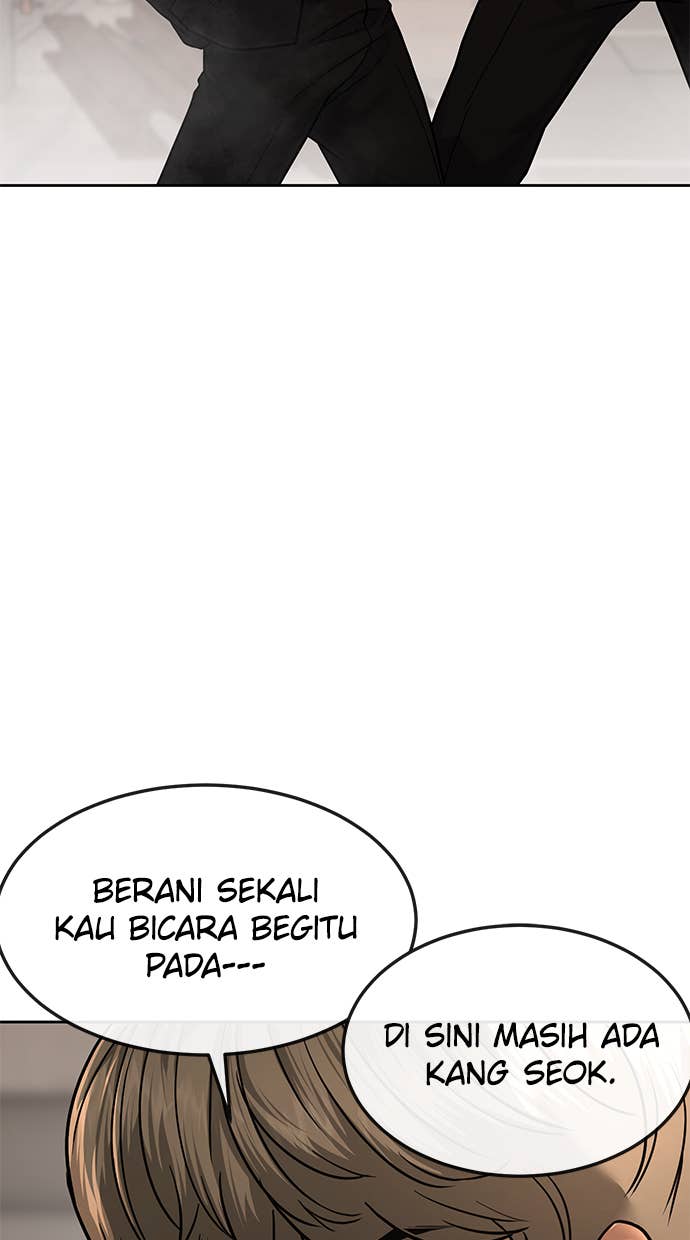 BERANI SEKALI
KAU BICARA BEGITU
PADA---
DI SINI MASIH ADA
KANG SEOK.